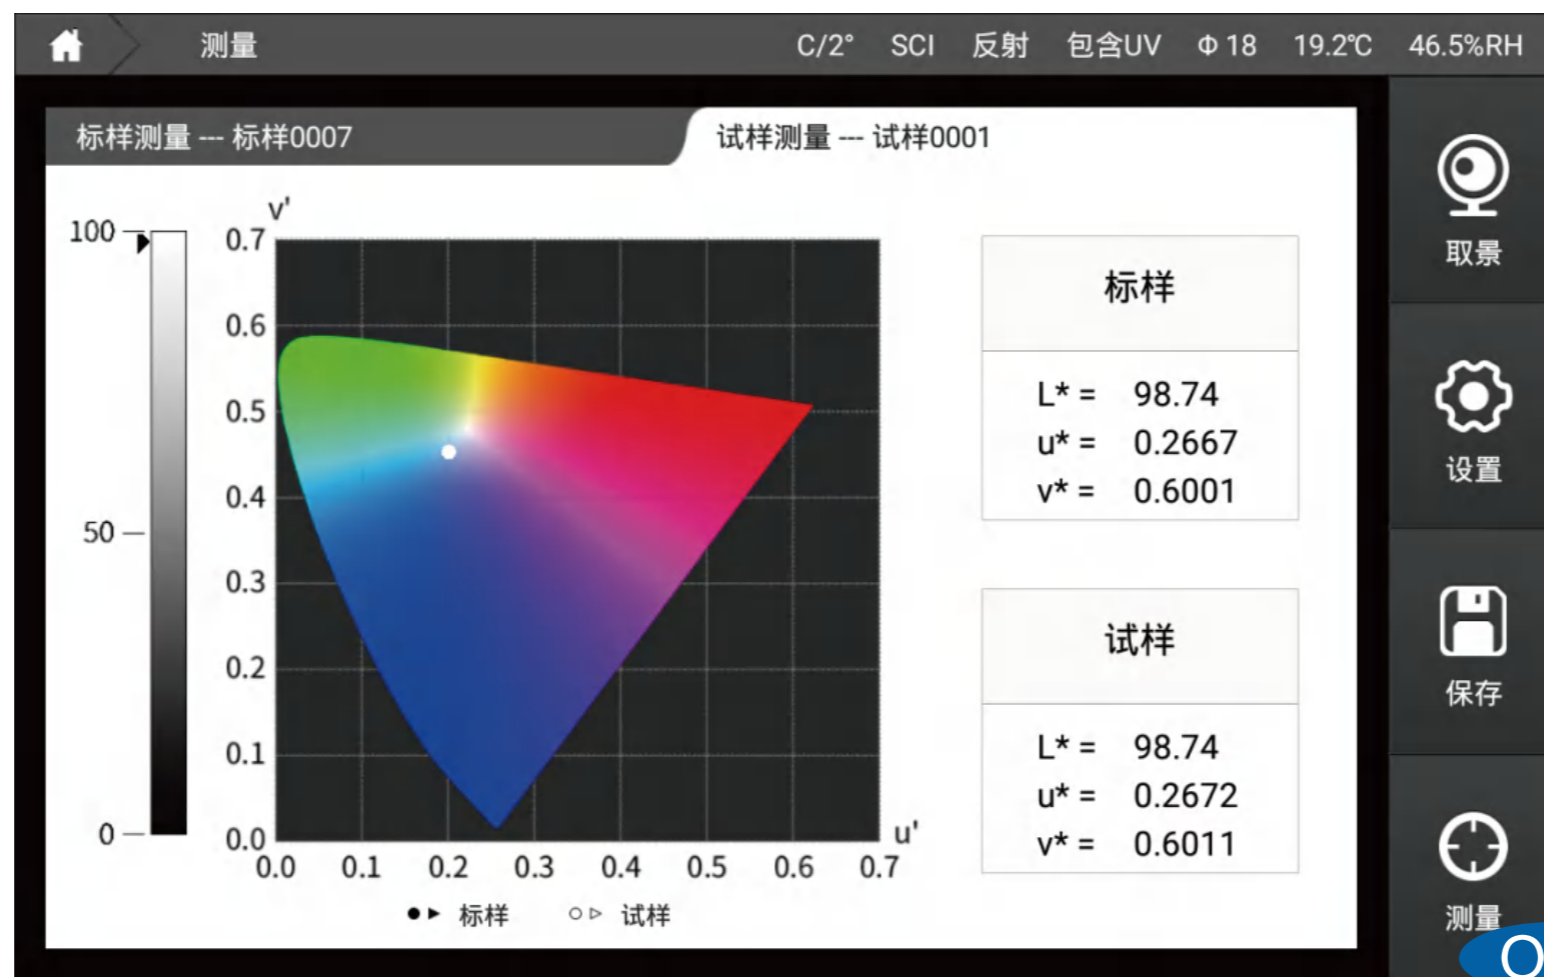 测量 C/2° SCI 反射 包含UV Φ 18 19.2℃ 46.5%RH
标样测量 --- 标样0007 试样测量 --- 试样0001
v'
100
50
0
0.7
0.6
0.5
0.4
0.3
0.2
0.1
0.0
u'
0.0 0.1 0.2 0.3 0.4 0.5 0.6 0.7
标样 试样
标样
L* = 98.74
u* = 0.2667
v* = 0.6001
试样
L* = 98.74
u* = 0.2672
v* = 0.6011
取景
设置
保存
测量